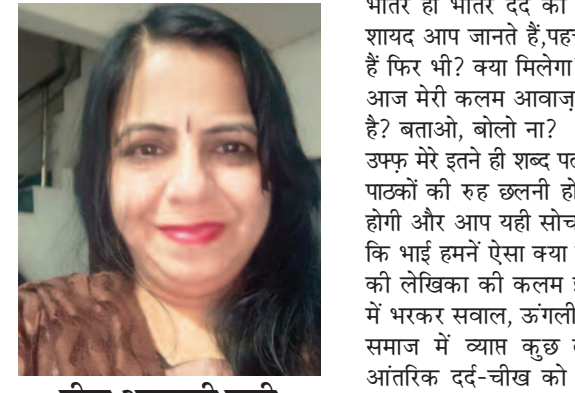 भीतर ही भीतर दर्द को
शायद आप जानते हैं,पहच
हैं फिर भी? क्या मिलेगा
आज मेरी कलम आवाज़
है? बताओ, बोलो ना?
उफ्फ़ मेरे इतने ही शब्द पढ
पाठकों की रुह छलनी हो
होगी और आप यही सोच
कि भाई हमनें ऐसा क्या
की लेखिका की कलम
में भरकर सवाल, ऊंगली
समाज में व्याप्त कुछ
आंतरिक दर्द-चीख को